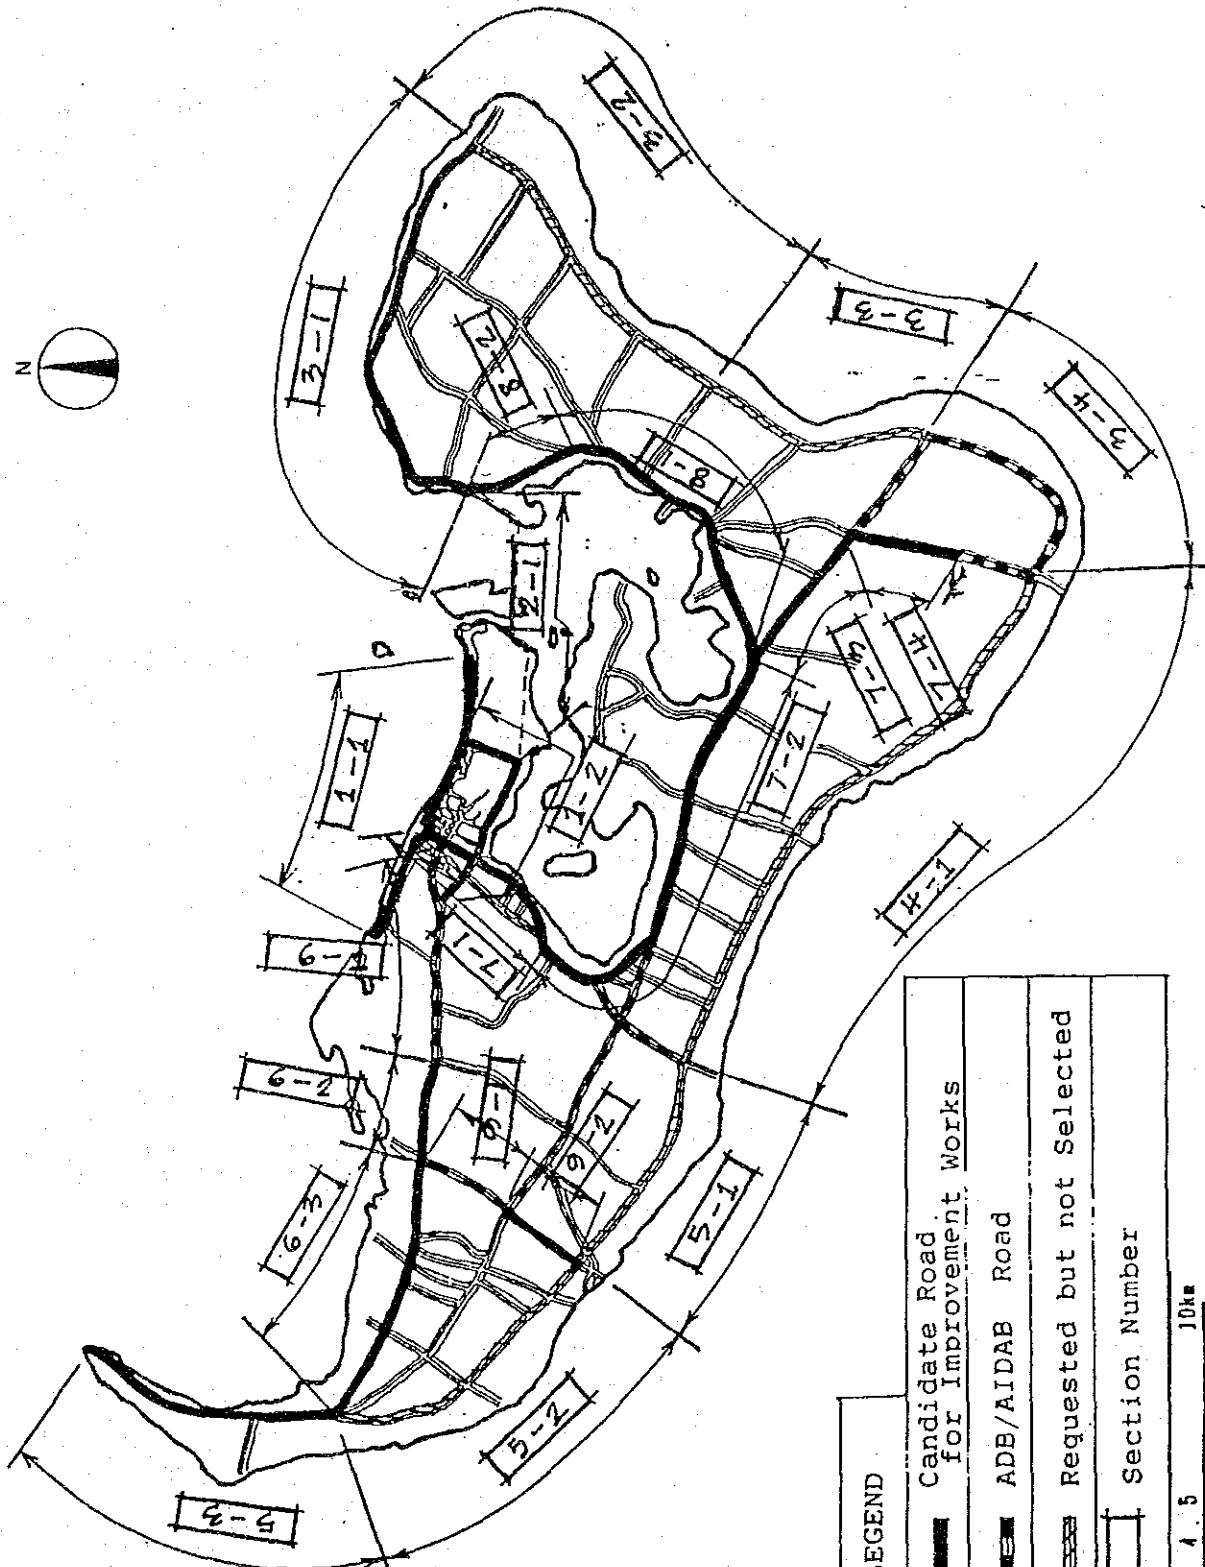 N
3-1
3-2
3-3
3-4
8-2
8-1
2-1
1-1
1-2
7-1
7-2
7-3
7-4
4-1
6-1
6-2
6-3
9-1
9-2
5-1
5-2
5-3
EGEND
Candidate Road
for Improvement Works
ADB/AIDAB Road
Requested but not Selected
Section Number
4.5 10km